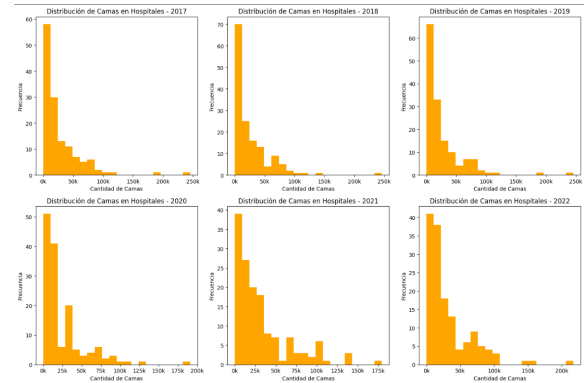 Distribución de Camas en Hospitales - 2017
Frecuencia
60
50
40
30
20
10
0
0k 50k 100k 150k 200k 250k
Cantidad de Camas
Distribución de Camas en Hospitales - 2018
Frecuencia
70
60
50
40
30
20
10
0
0k 50k 100k 150k 200k 250k
Cantidad de Camas
Distribución de Camas en Hospitales - 2019
Frecuencia
60
50
40
30
20
10
0
0k 50k 100k 150k 200k 250k
Cantidad de Camas
Distribución de Camas en Hospitales - 2020
Frecuencia
50
40
30
20
10
0
0k 25k 50k 75k 100k 125k 150k 175k 200k
Cantidad de Camas
Distribución de Camas en Hospitales - 2021
Frecuencia
40
35
30
25
20
15
10
5
0
0k 25k 50k 75k 100k 125k 150k 175k
Cantidad de Camas
Distribución de Camas en Hospitales - 2022
Frecuencia
40
35
30
25
20
15
10
5
0
0k 50k 100k 150k 200k
Cantidad de Camas